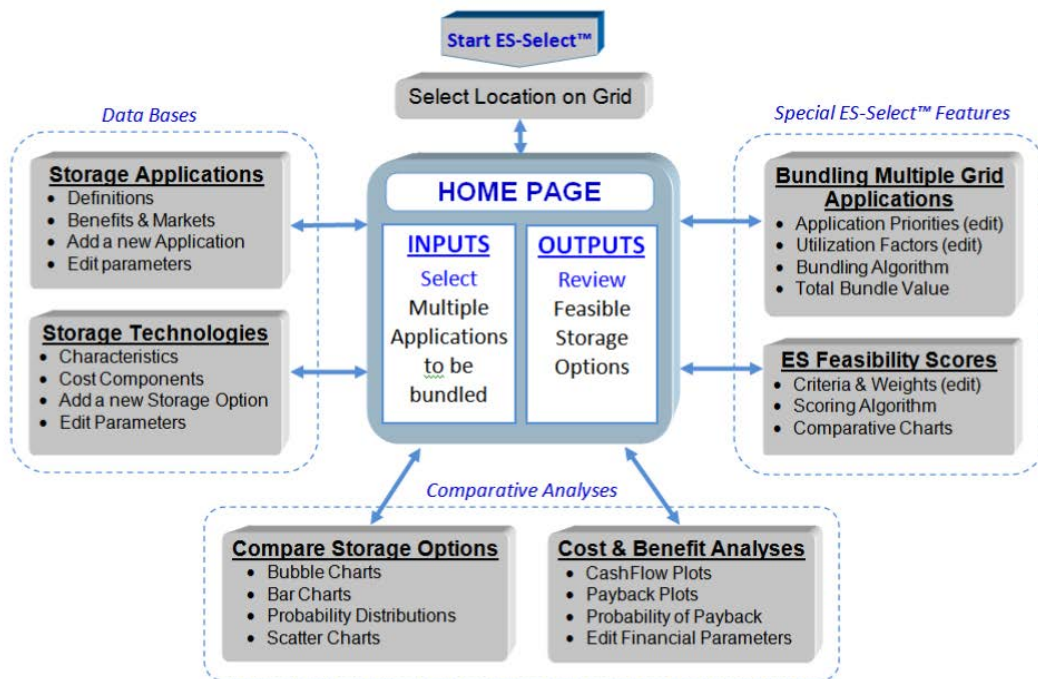 Start ES-Select™
Select Location on Grid
Data Bases
Storage Applications
• Definitions
• Benefits & Markets
• Add a new Application
• Edit parameters
Storage Technologies
• Characteristics
• Cost Components
• Add a new Storage Option
• Edit Parameters
HOME PAGE
INPUTS
Select
Multiple
Applications
to be
bundled
OUTPUTS
Review
Feasible
Storage
Options
Special ES-Select™ Features
Bundling Multiple Grid
Applications
• Application Priorities (edit)
• Utilization Factors (edit)
• Bundling Algorithm
• Total Bundle Value
ES Feasibility Scores
• Criteria & Weights (edit)
• Scoring Algorithm
• Comparative Charts
Comparative Analyses
Compare Storage Options
• Bubble Charts
• Bar Charts
• Probability Distributions
• Scatter Charts
Cost & Benefit Analyses
• CashFlow Plots
• Payback Plots
• Probability of Payback
• Edit Financial Parameters